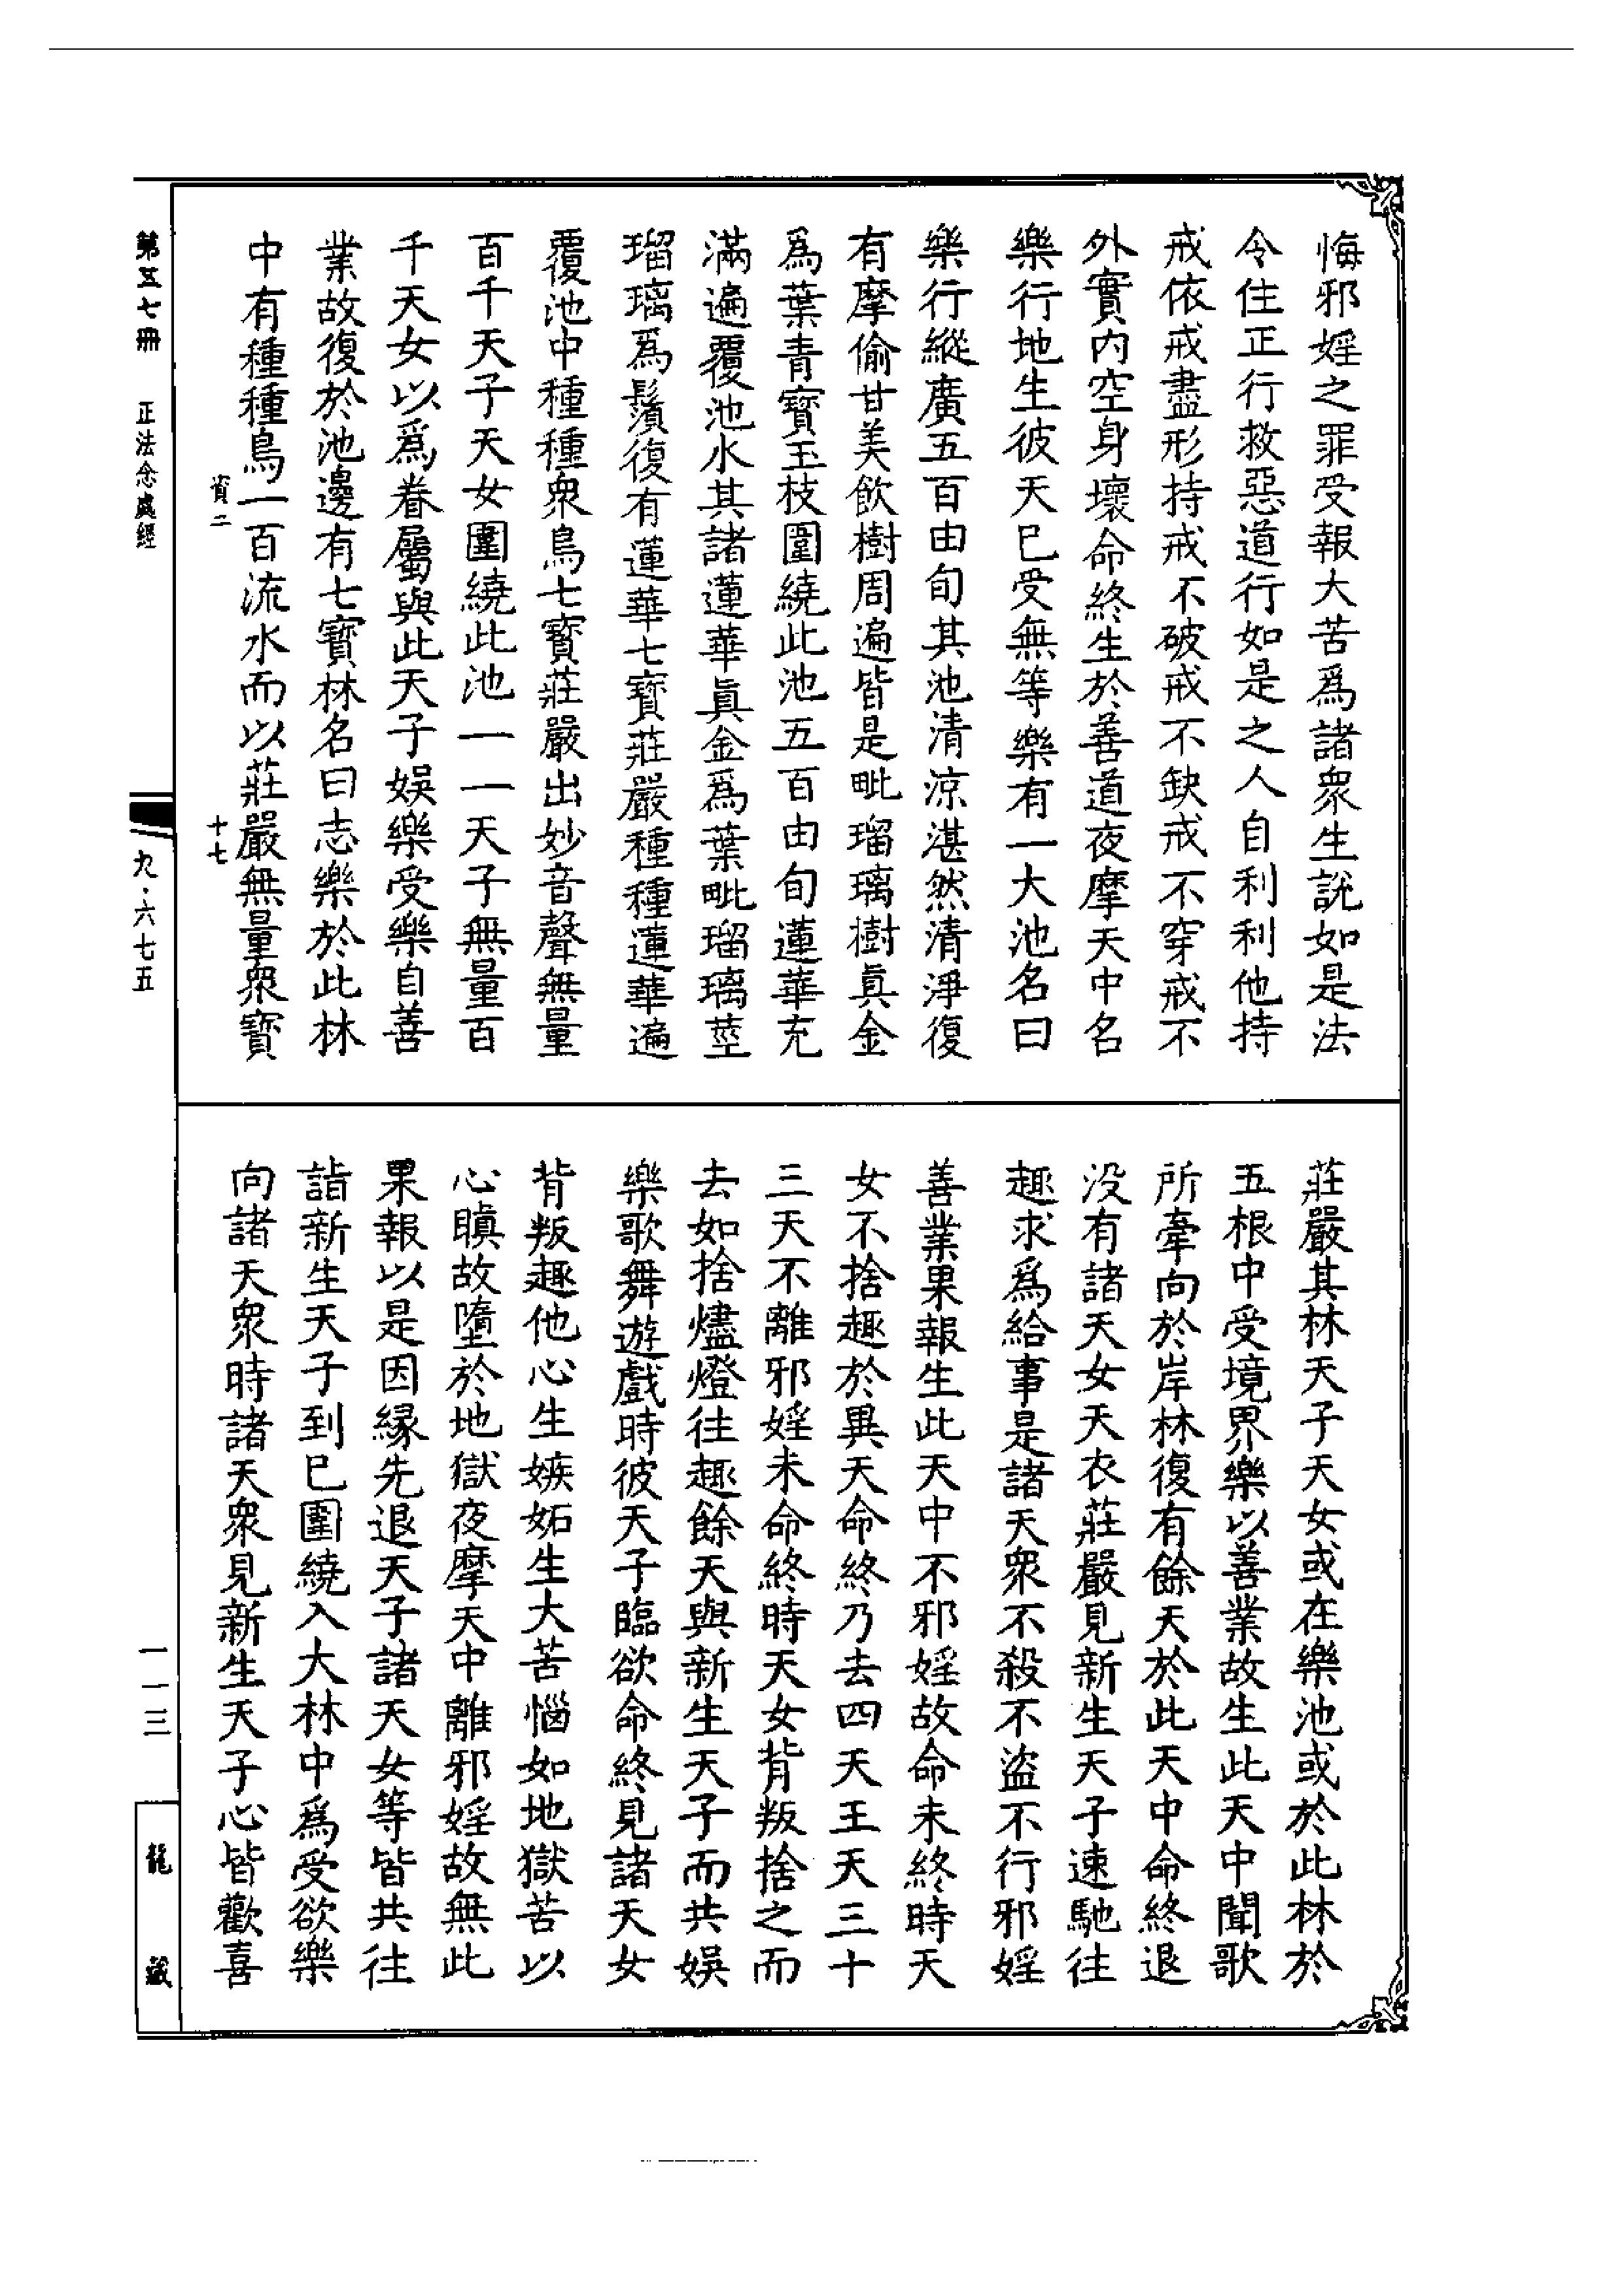 悔邪婬之罪受報大苦爲諸衆生説如是法
令住正行救惡道行如是之人自利利他持
戒依戒盡形持戒不破戒不缺戒不穿戒不
外實内空身壞命終生於善道夜摩天中名
樂行地生彼天已受無等樂有一大池名曰
樂行縱廣五百由旬其池清涼湛然清淨復
有摩偷甘美飲樹周遍皆是毗瑠璃樹真金
爲葉青寶玉枝圍繞此池五百由旬蓮華充
滿遍覆池水其諸蓮華真金爲葉毗瑠璃莖
瑠璃爲鬚復有蓮華七寶莊嚴種種蓮華遍
覆池中種種衆鳥七寶莊嚴出妙音聲無量
百千天子天女圍繞此池一一天子無量百
千天女以爲眷屬與此天子娛樂受樂自善
業故復於池邊有七寶林名曰志樂於此林
中有種種鳥一百流水而以莊嚴無量衆寶
資二
十七
莊嚴其林天子天女或在樂池或於此林於
五根中受境界樂以善業故生此天中聞歌
所牽向於岸林復有餘天於此天中命終退
没有諸天女天衣莊嚴見新生天子速馳往
趣求爲給事是諸天衆不殺不盜不行邪婬
善業果報生此天中不邪婬故命未終時天
女不捨趣於異天命終乃去四天王天三十
三天不離邪婬未命終時天女背叛捨之而
去如捨燼燈往趣餘天與新生天子而共娛
樂歌舞遊戲時彼天子臨欲命終見諸天女
背叛趣他心生嫉妬生大苦惱如地獄苦以
心瞋故墮於地獄夜摩天中離邪婬故無此
果報以是因緣先退天子諸天女等皆共往
詣新生天子到已圍繞入大林中爲受欲樂
向諸天衆時諸天衆見新生天子心皆歡喜
第五七冊
正法念處經
九·六七五
一一三
龍藏